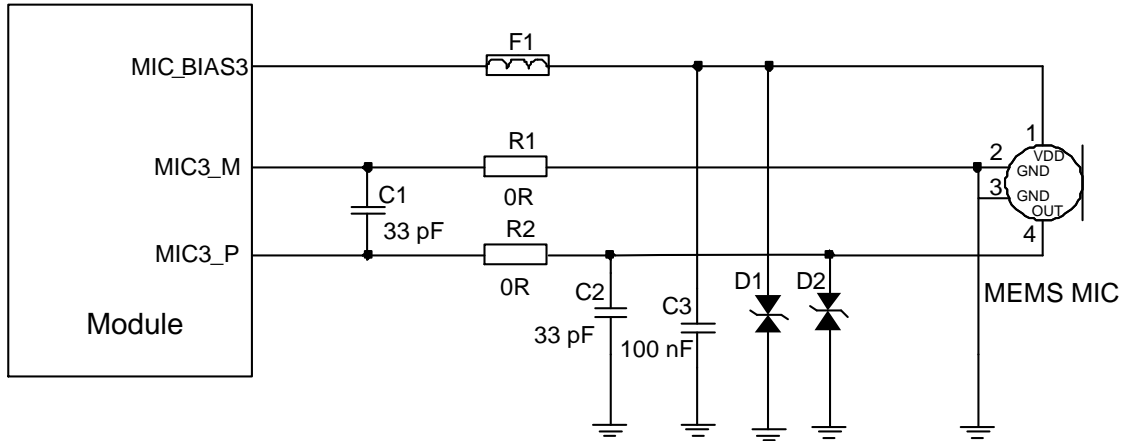 F1
MIC_BIAS3
1
R1
2
VDD
MIC3_M
GND
3
GND
C1
0R
OUT
33 pF
R2
4
MIC3_P
0R
C2
C3
D1
D2
MEMS MIC
Module
33 pF
100 nF